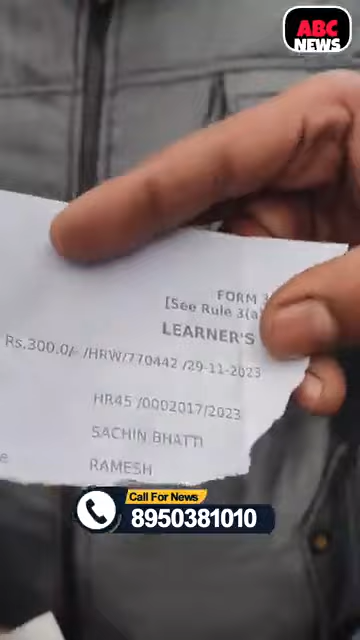 ABC
NEWS
FORM 3
[See Rule 3(a)
LEARNER'S
Rs.300.0/- /HRW/770442 /29-11-2023
HR45 /0002017/2023
SACHIN BHATTI
e
RAMESH
Call For News
8950381010